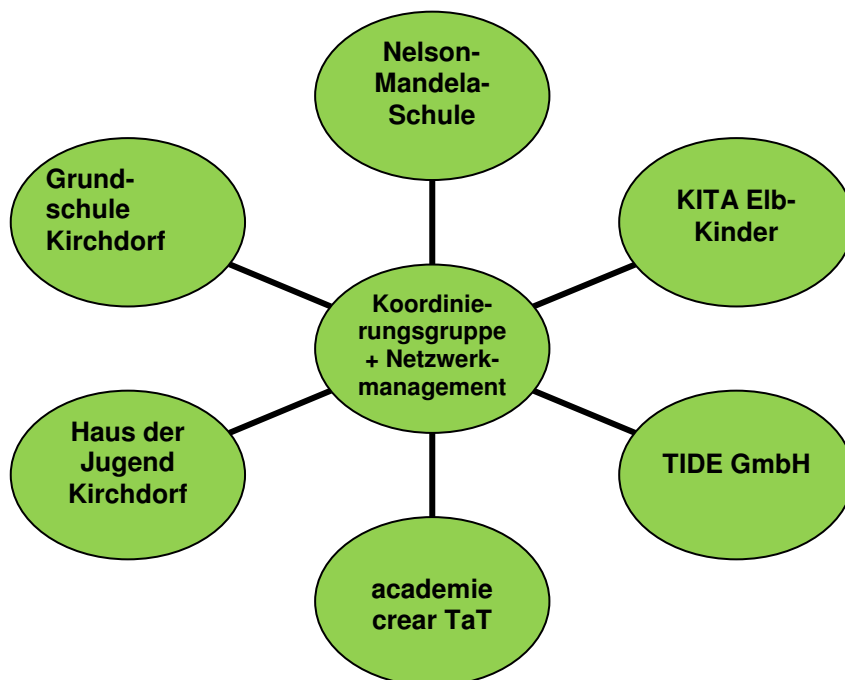 Nelson-
Mandela-
Schule
Grund-
schule
Kirchdorf
KITA Elb-
Kinder
Koordinie-
rungsgruppe
+ Netzwerk-
management
Haus der
Jugend
Kirchdorf
TIDE GmbH
academie
crear TaT